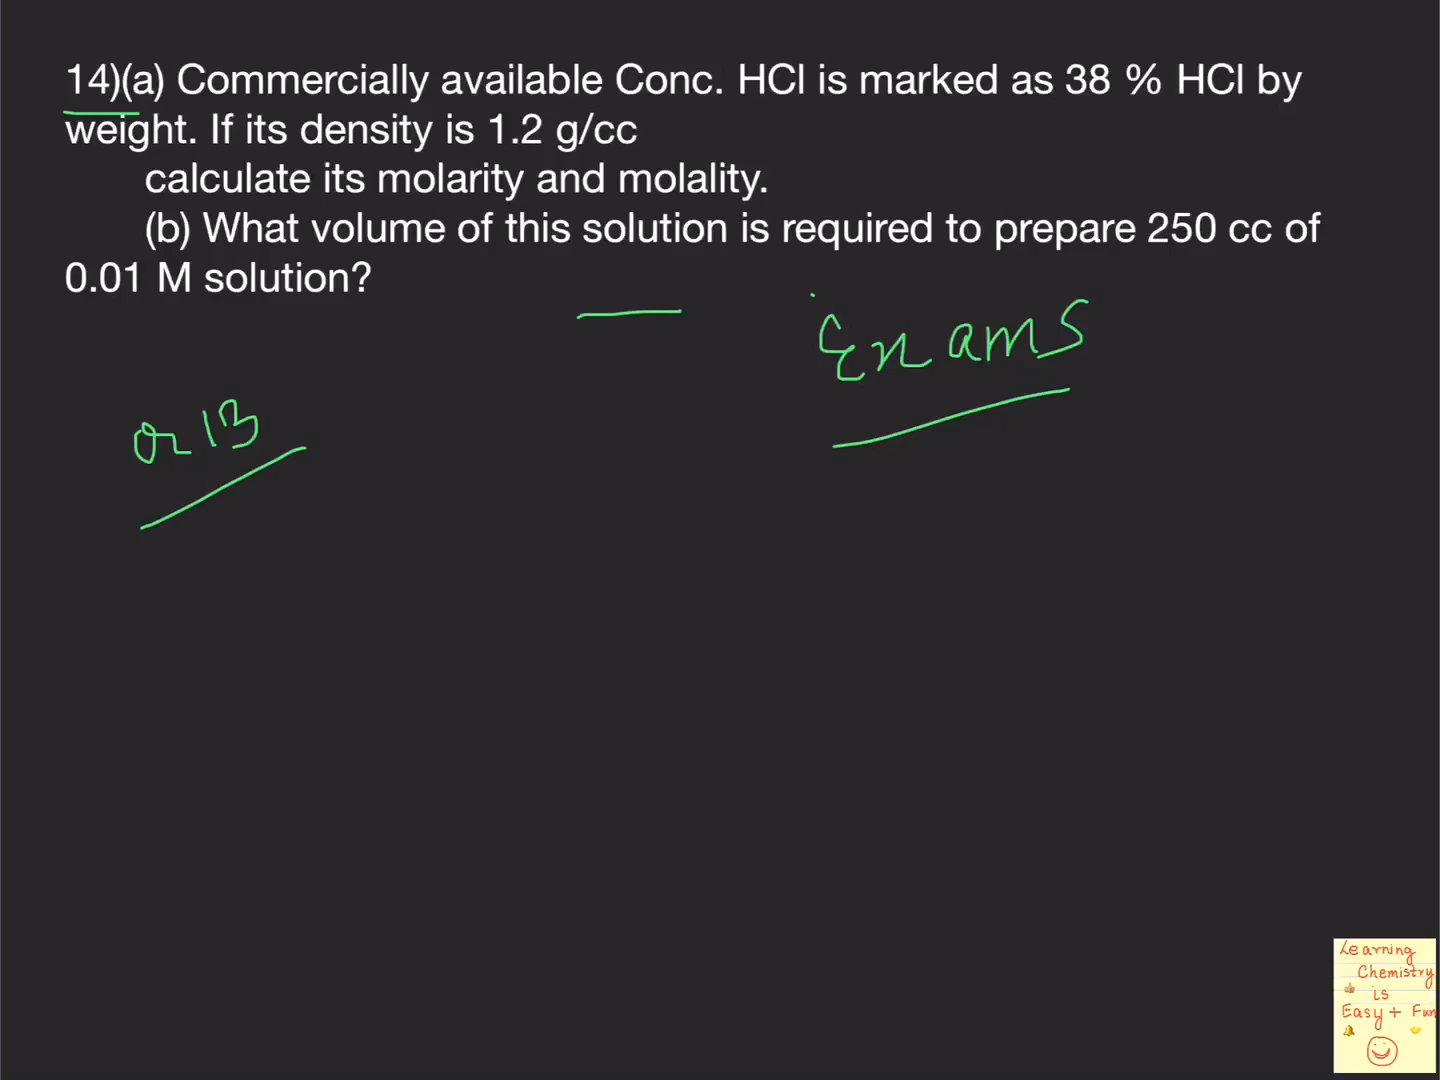 14)(a) Commercially available Conc. HCl is marked as 38 % HCl by
weight. If its density is 1.2 g/cc
calculate its molarity and molality.
(b) What volume of this solution is required to prepare 250 cc of
0.01 M solution?
Exams
or 13
Learning
Chemistry
is
Easy + Fun